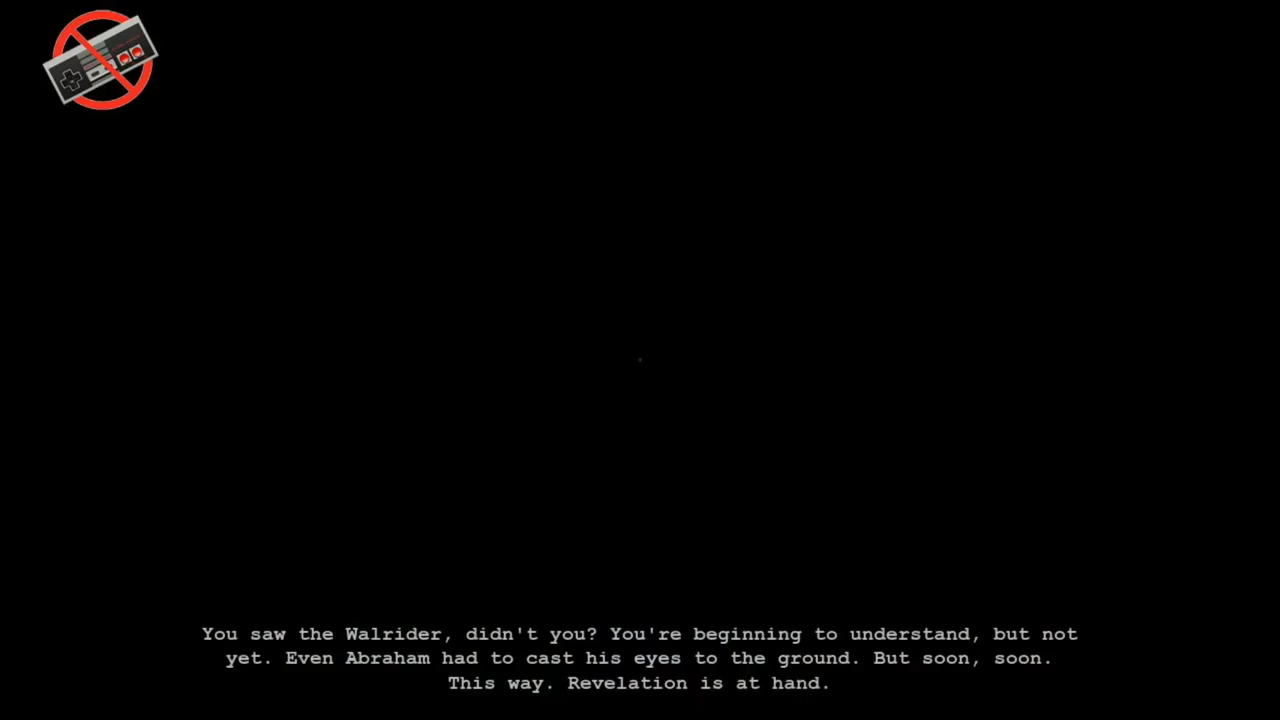 You saw the Walrider, didn't you? You're beginning to understand, but not
yet. Even Abraham had to cast his eyes to the ground. But soon, soon.
This way. Revelation is at hand.